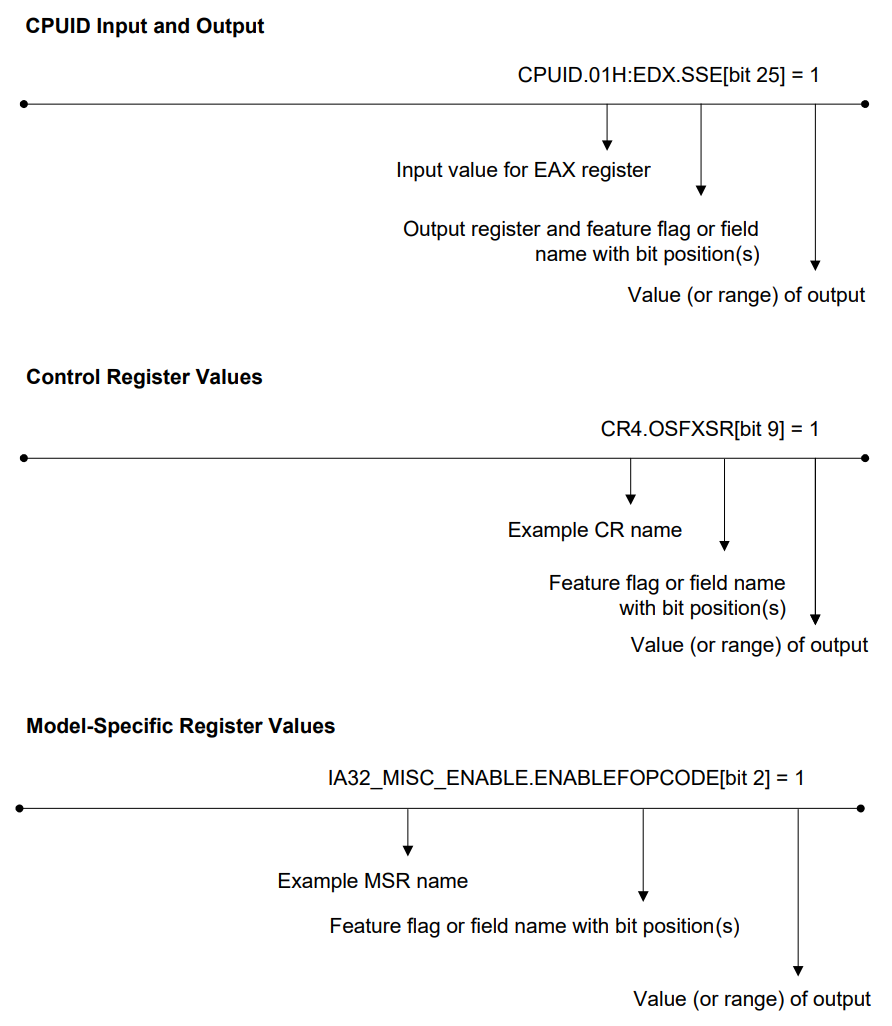 CPUID Input and Output
CPUID.01H:EDX.SSE[bit 25] = 1
Input value for EAX register
Output register and feature flag or field
name with bit position(s)
Value (or range) of output
Control Register Values
CR4.OSFXSR[bit 9] = 1
Example CR name
Feature flag or field name
with bit position(s)
Value (or range) of output
Model-Specific Register Values
IA32_MISC_ENABLE.ENABLEFOPCODE[bit 2] = 1
Example MSR name
Feature flag or field name with bit position(s)
Value (or range) of output